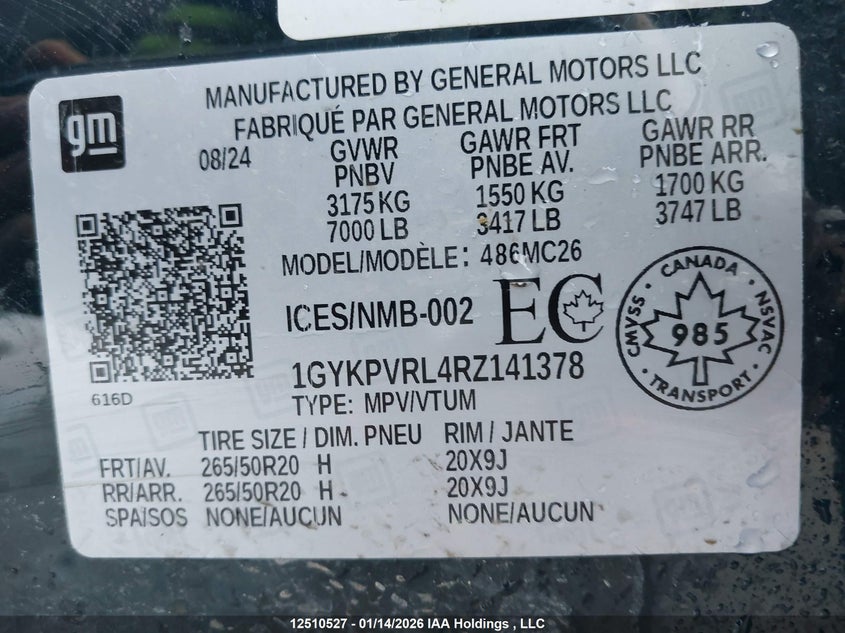 MANUFACTURED BY GENERAL MOTORS LLC
FABRIQUÉ PAR GENERAL MOTORS LLC
gm
08/24
GVWR
PNBV
3175 KG
7000 LB
GAWR FRT
PNBE AV.
1550 KG
3417 LB
GAWR RR
PNBE ARR.
1700 KG
3747 LB
MODEL/MODÈLE: 486MC26
ICES/NMB-002 EC
1GYKPVRL4RZ141378
TYPE: MPV/VTUM
616D
CANADA
CMVSS 985 NSVAC
TRANSPORT
TIRE SIZE / DIM. PNEU RIM / JANTE
FRT/AV. 265/50R20 H 20X9J
RR/ARR. 265/50R20 H 20X9J
SPA/SOS NONE/AUCUN NONE/AUCUN
12510527 - 01/14/2026 IAA Holdings , LLC